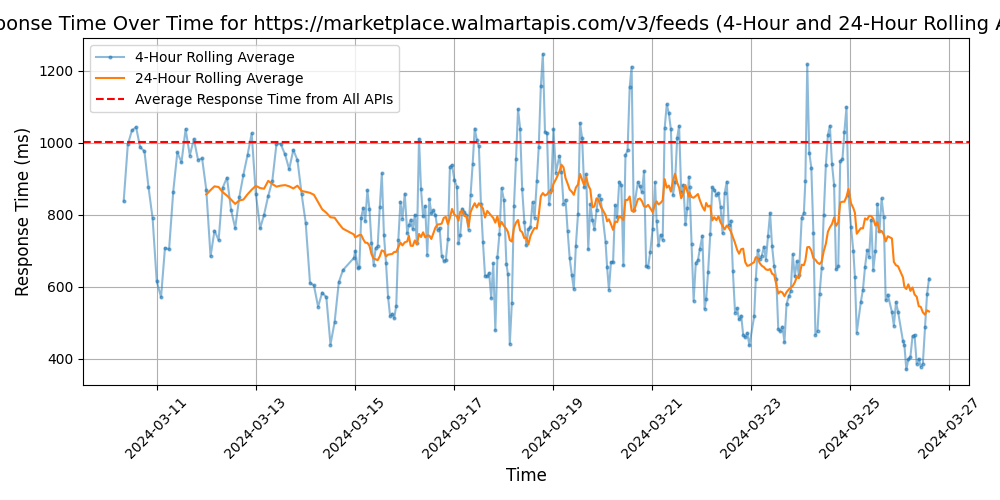 ponse Time Over Time for https://marketplace.walmartapis.com/v3/feeds (4-Hour and 24-Hour Rolling A
4-Hour Rolling Average
24-Hour Rolling Average
Average Response Time from All APIs
Response Time (ms)
1200
1000
800
600
400
2024-03-11
2024-03-13
2024-03-15
2024-03-17
2024-03-19
2024-03-21
2024-03-23
2024-03-25
2024-03-27
Time